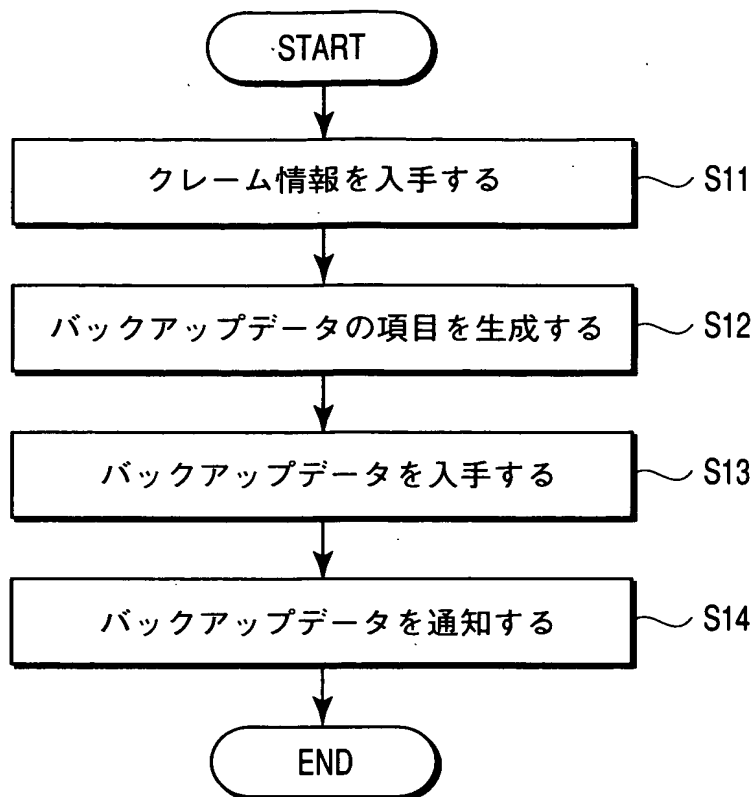 START
クレーム情報を入手する
S11
バックアップデータの項目を生成する
S12
バックアップデータを入手する
S13
バックアップデータを通知する
S14
END